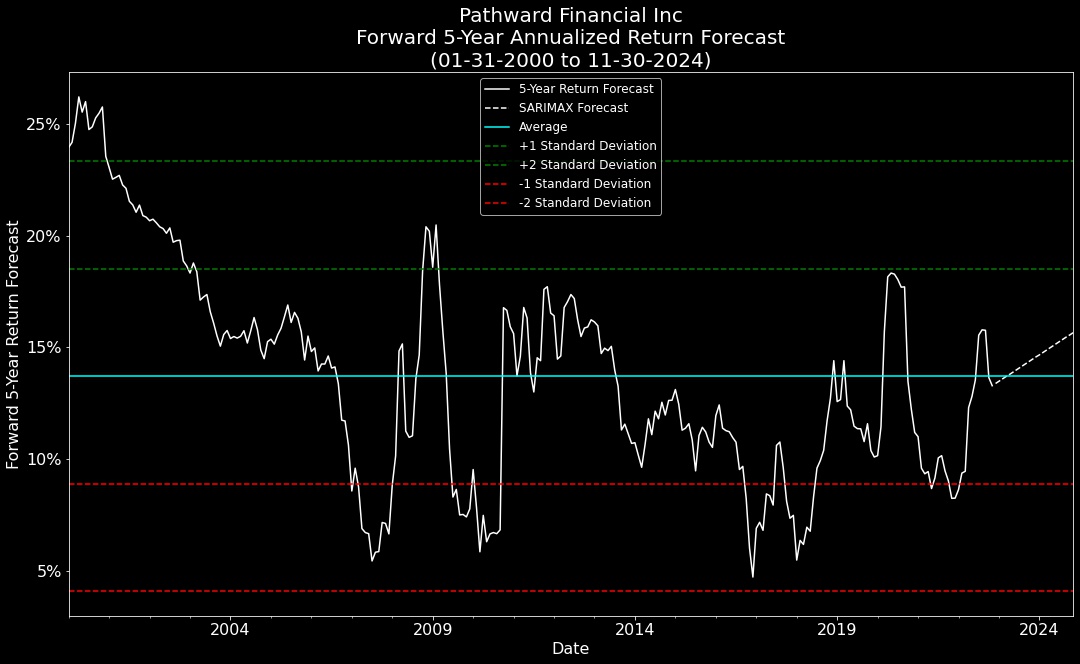 Pathward Financial Inc
Forward 5-Year Annualized Return Forecast
(01-31-2000 to 11-30-2024)
5-Year Return Forecast
SARIMAX Forecast
Average
+1 Standard Deviation
+2 Standard Deviation
-1 Standard Deviation
-2 Standard Deviation
Forward 5-Year Return Forecast
25%
20%
15%
10%
5%
2004
2009
2014
2019
2024
Date